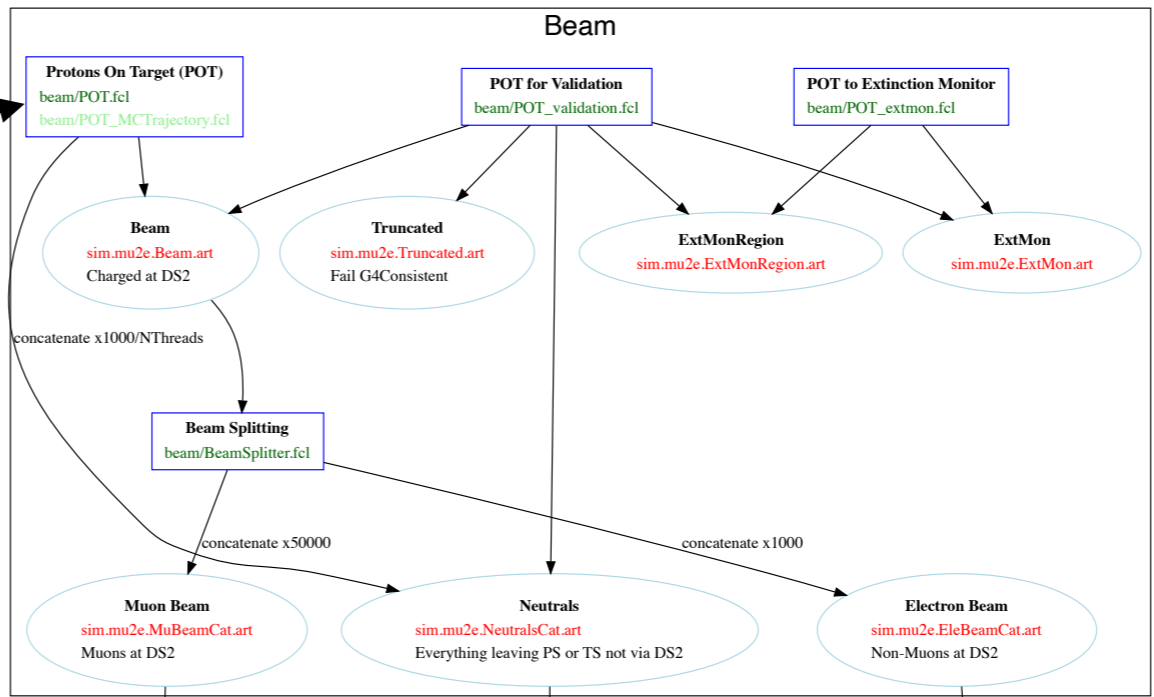 Beam
Protons On Target (POT)
beam/POT.fcl
beam/POT_MCTrajectory.fcl
POT for Validation
beam/POT_validation.fcl
POT to Extinction Monitor
beam/POT_extmon.fcl
Beam
sim.mu2e.Beam.art
Charged at DS2
Truncated
sim.mu2e.Truncated.art
Fail G4Consistent
ExtMonRegion
sim.mu2e.ExtMonRegion.art
ExtMon
sim.mu2e.ExtMon.art
concatenate x1000/NThreads
Beam Splitting
beam/BeamSplitter.fcl
concatenate x50000
concatenate x1000
Muon Beam
sim.mu2e.MuBeamCat.art
Muons at DS2
Neutrals
sim.mu2e.NeutralsCat.art
Everything leaving PS or TS not via DS2
Electron Beam
sim.mu2e.EleBeamCat.art
Non-Muons at DS2